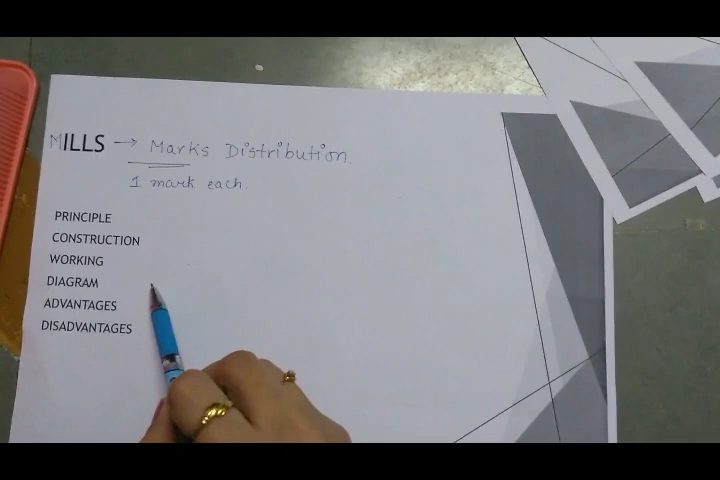 MILLS → Marks Distribution.
1 mark each.
PRINCIPLE
CONSTRUCTION
WORKING
DIAGRAM
ADVANTAGES
DISADVANTAGES